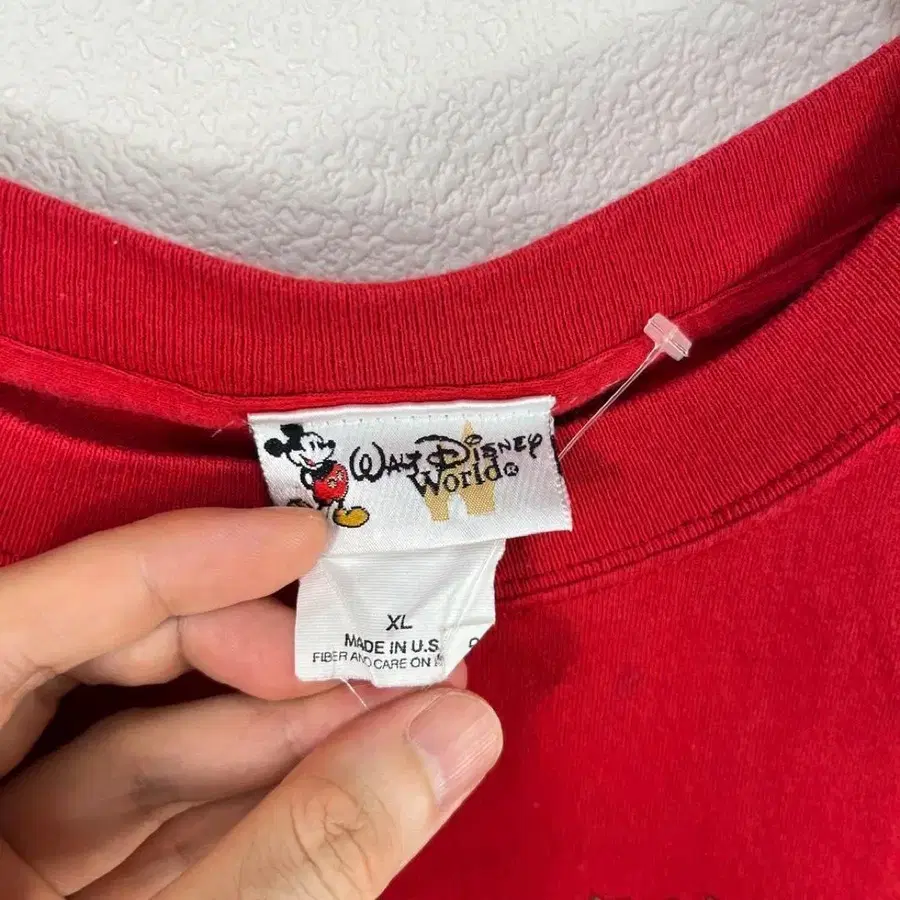 WALT DISNEY
World®
XL
MADE IN U.S.
FIBER AND CARE ON